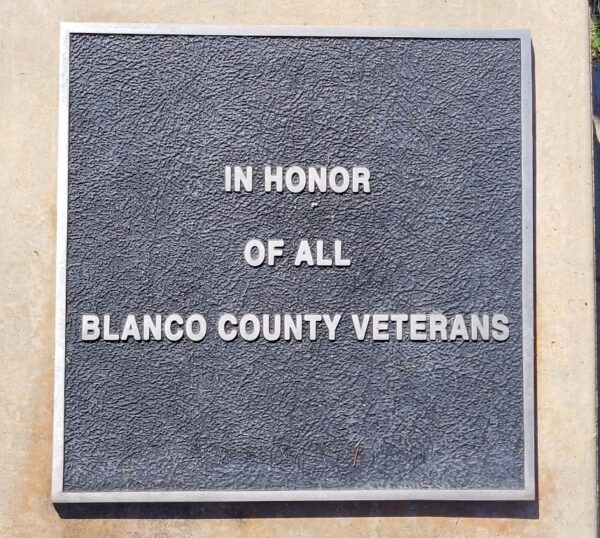 IN HONOR
OF ALL
BLANCO COUNTY VETERANS